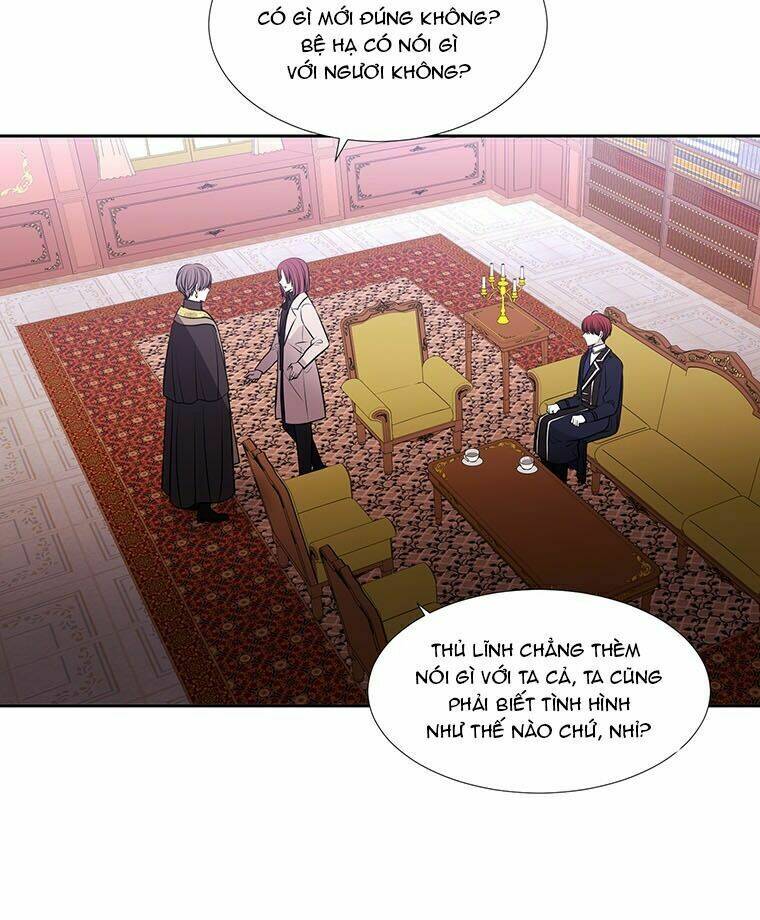 CÓ GÌ MỚI ĐÚNG KHÔNG?
BỆ HẠ CÓ NÓI GÌ
VỚI NGƯƠI KHÔNG?
THỦ LĨNH CHẲNG THÈM
NÓI GÌ VỚI TA CẢ, TA CŨNG
PHẢI BIẾT TÌNH HÌNH
NHƯ THẾ NÀO CHỨ, NHỈ?